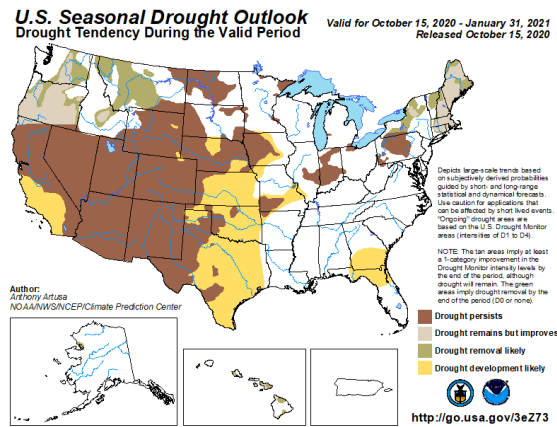 U.S. Seasonal Drought Outlook
Drought Tendency During the Valid Period
Valid for October 15, 2020 - January 31, 2021
Released October 15, 2020
Depicts large-scale trends based
on subjectively derived probabilities
guided by short- and long-range
statistical and dynamical forecasts.
Use caution for applications that
can be affected by short lived events.
"Ongoing" drought areas are
based on the U.S. Drought Monitor
areas (intensities of D1 to D4).
NOTE: The tan areas imply at least
a 1-category improvement in the
Drought Monitor intensity levels by
the end of the period, although
drought will remain. The green
areas imply drought removal by the
end of the period (D0 or none).
Author:
Anthony Artusa
NOAA/NWS/NCEP/Climate Prediction Center
Drought persists
Drought remains but improves
Drought removal likely
Drought development likely
http://go.usa.gov/3eZ73